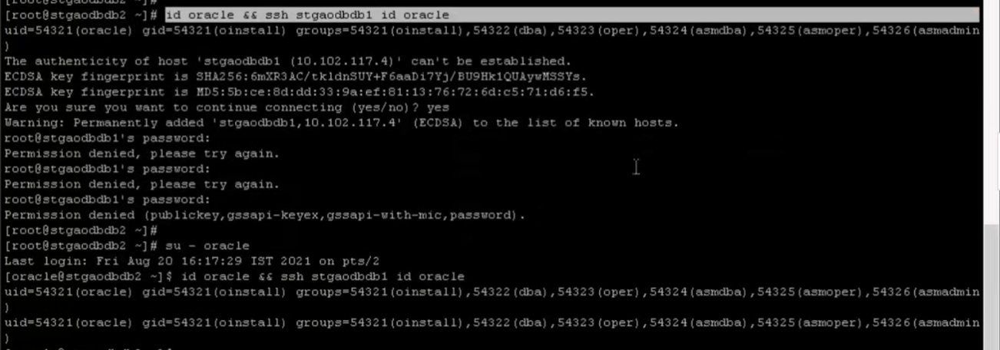 [root@stgaodbdb2 ~]# id oracle && ssh stgaodbdb1 id oracle
uid=54321(oracle) gid=54321(oinstall) groups=54321(oinstall),54322(dba),54323(oper),54324(asmdba),54325(asmoper),54326(asmadmin
)
The authenticity of host 'stgaodbdb1 (10.102.117.4)' can't be established.
ECDSA key fingerprint is SHA256:6mXR3AC/tkldnSUY+F6aaDi7Yj/BU9Hk1QUAywMSSYs.
ECDSA key fingerprint is MD5:5b:ce:8d:dd:33:9a:ef:81:13:76:72:6d:c5:71:d6:f5.
Are you sure you want to continue connecting (yes/no)? yes
Warning: Permanently added 'stgaodbdb1,10.102.117.4' (ECDSA) to the list of known hosts.
root@stgaodbdb1's password:
Permission denied, please try again.
root@stgaodbdb1's password:
Permission denied, please try again.
root@stgaodbdb1's password:
Permission denied (publickey,gssapi-keyex,gssapi-with-mic,password).
[root@stgaodbdb2 ~]#
[root@stgaodbdb2 ~]# su - oracle
Last login: Fri Aug 20 16:17:29 IST 2021 on pts/2
[oracle@stgaodbdb2 ~]$ id oracle && ssh stgaodbdb1 id oracle
uid=54321(oracle) gid=54321(oinstall) groups=54321(oinstall),54322(dba),54323(oper),54324(asmdba),54325(asmoper),54326(asmadmin
)
uid=54321(oracle) gid=54321(oinstall) groups=54321(oinstall),54322(dba),54323(oper),54324(asmdba),54325(asmoper),54326(asmadmin
)